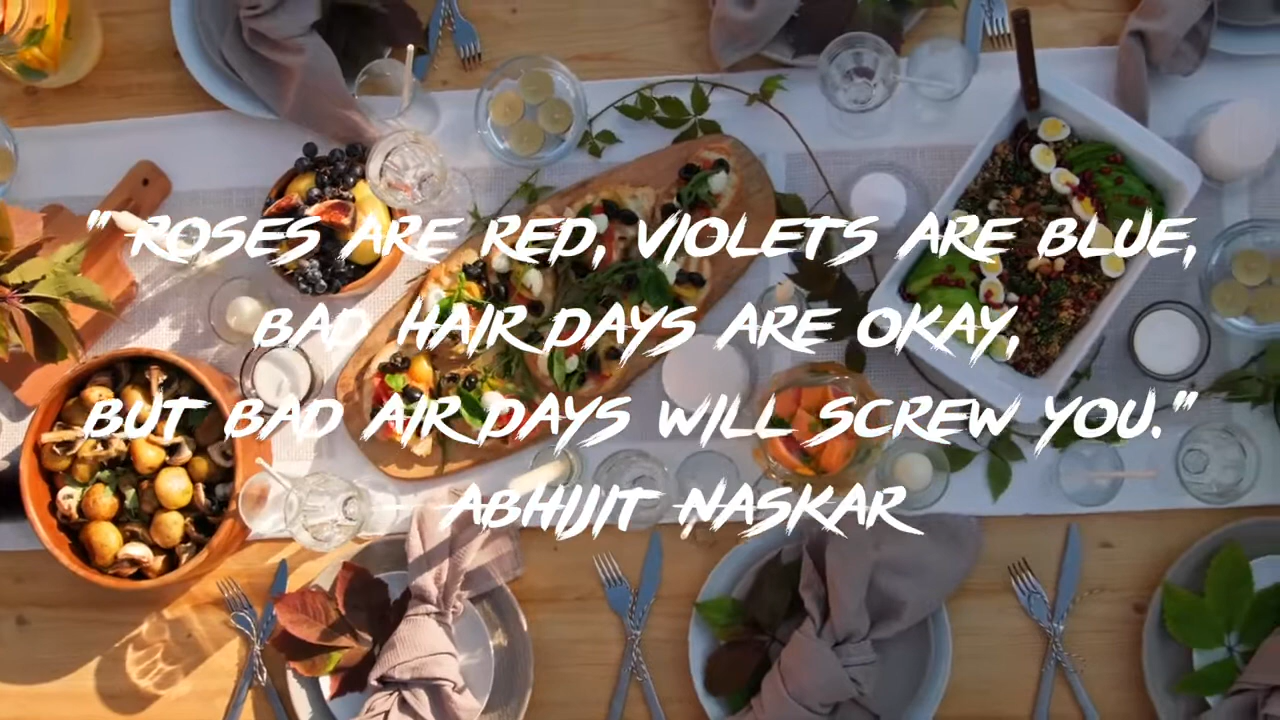 " ROSES ARE RED, VIOLETS ARE BLUE,
BAD HAIR DAYS ARE OKAY,
BUT BAD AIR DAYS WILL SCREW YOU."
— ABHIJIT NASKAR